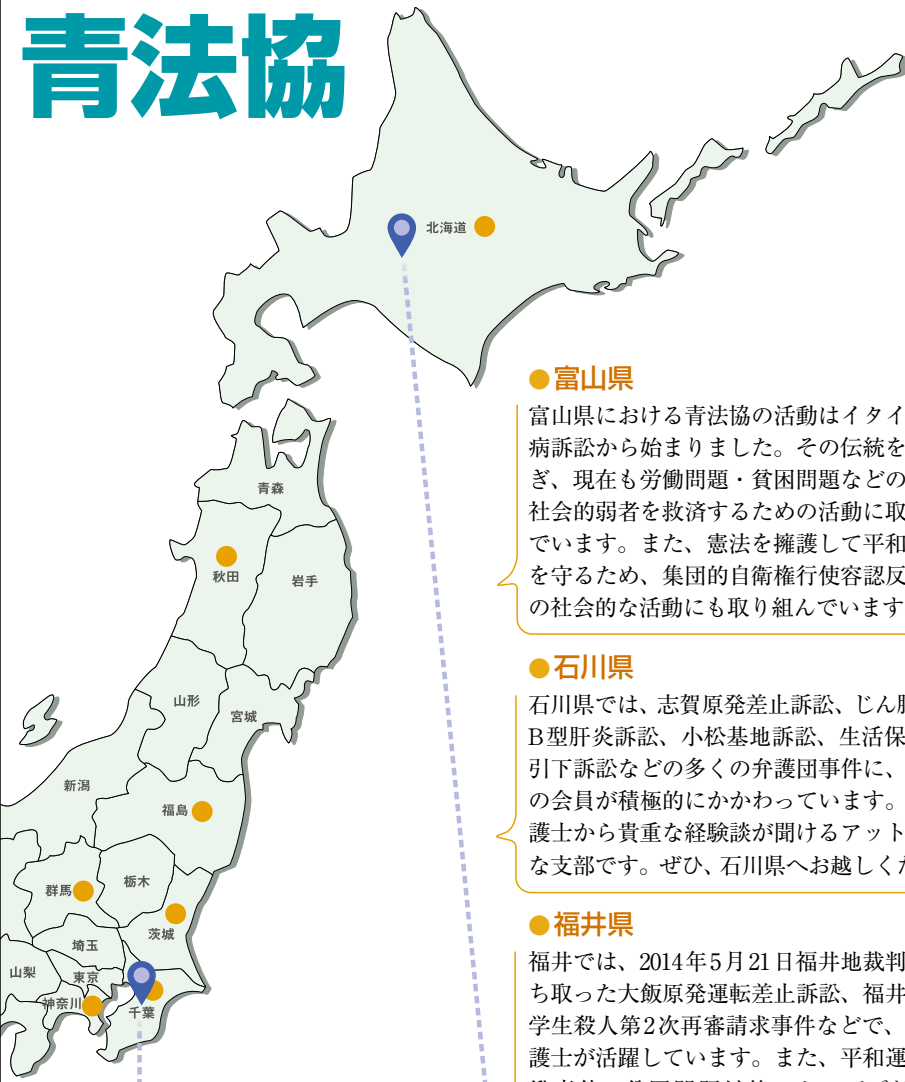 青法協
北海道
青森
秋田
岩手
山形
宮城
新潟
福島
群馬
栃木
茨城
埼玉
山梨
東京
神奈川
千葉
●富山県
富山県における青法協の活動はイタイ
病訴訟から始まりました。その伝統を
ぎ、現在も労働問題・貧困問題などの
社会的弱者を救済するための活動に取
でいます。また、憲法を擁護して平和
を守るため、集団的自衛権行使容認反
の社会的な活動にも取り組んでいます
●石川県
石川県では、志賀原発差止訴訟、じん肺
B型肝炎訴訟、小松基地訴訟、生活保
引下訴訟などの多くの弁護団事件に、
の会員が積極的にかかわっています。
護士から貴重な経験談が聞けるアット
な支部です。ぜひ、石川県へお越しくだ
●福井県
福井では、2014年5月21日福井地裁判
ち取った大飯原発運転差止訴訟、福井
学生殺人第2次再審請求事件などで、
護士が活躍しています。また、平和運